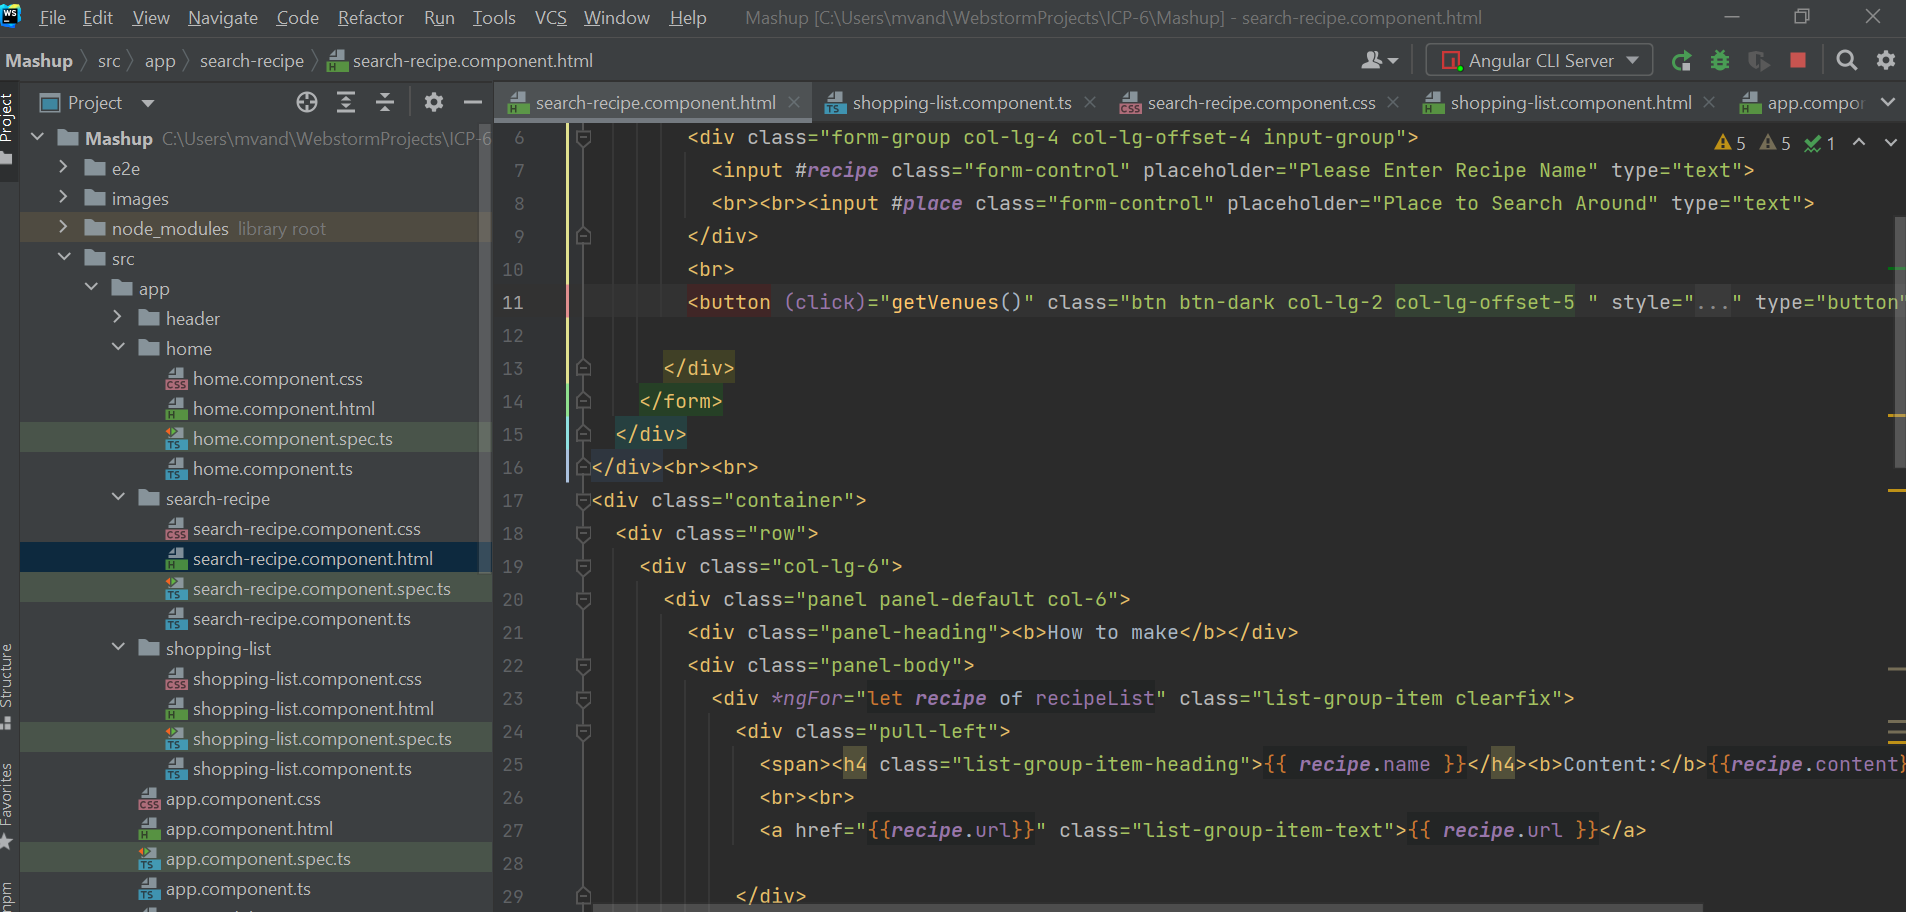 WS File Edit View Navigate Code Refactor Run Tools VCS Window Help Mashup [C:\Users\mvand\WebstormProjects\ICP-6\Mashup] - search-recipe.component.html
Mashup src app search-recipe search-recipe.component.html Angular CLI Server
Project search-recipe.component.html shopping-list.component.ts search-recipe.component.css shopping-list.component.html app.compor
Project
Structure
Favorites
npm
Mashup C:\Users\mvand\WebstormProjects\ICP-6
e2e
images
node_modules library root
src
app
header
home
home.component.css
home.component.html
home.component.spec.ts
home.component.ts
search-recipe
search-recipe.component.css
search-recipe.component.html
search-recipe.component.spec.ts
search-recipe.component.ts
shopping-list
shopping-list.component.css
shopping-list.component.html
shopping-list.component.spec.ts
shopping-list.component.ts
app.component.css
app.component.html
app.component.spec.ts
app.component.ts
5 5 1
6 <div class="form-group col-lg-4 col-lg-offset-4 input-group">
7 <input #recipe class="form-control" placeholder="Please Enter Recipe Name" type="text">
8 <br><br><input #place class="form-control" placeholder="Place to Search Around" type="text">
9 </div>
10 <br>
11 <button (click)="getVenues()" class="btn btn-dark col-lg-2 col-lg-offset-5 " style="..." type="button"
12
13 </div>
14 </form>
15 </div>
16 </div><br><br>
17 <div class="container">
18 <div class="row">
19 <div class="col-lg-6">
20 <div class="panel panel-default col-6">
21 <div class="panel-heading"><b>How to make</b></div>
22 <div class="panel-body">
23 <div *ngFor="let recipe of recipeList" class="list-group-item clearfix">
24 <div class="pull-left">
25 <span><h4 class="list-group-item-heading">{{ recipe.name }}</h4><b>Content:</b>{{recipe.content}
26 <br><br>
27 <a href="{{recipe.url}}" class="list-group-item-text">{{ recipe.url }}</a>
28
29 </div>